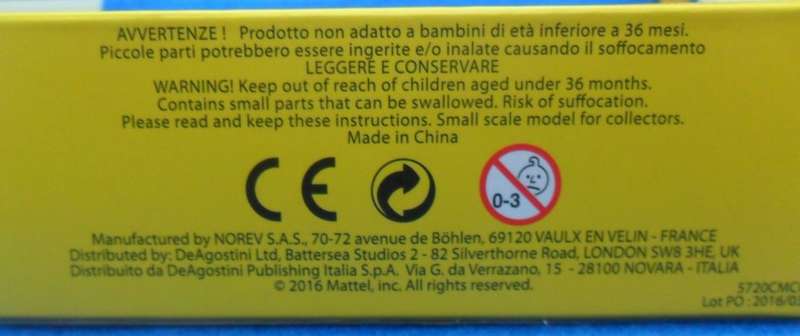 AVVERTENZE ! Prodotto non adatto a bambini di età inferiore a 36 mesi.
Piccole parti potrebbero essere ingerite e/o inalate causando il soffocamento
LEGGERE E CONSERVARE
WARNING! Keep out of reach of children aged under 36 months.
Contains small parts that can be swallowed. Risk of suffocation.
Please read and keep these instructions. Small scale model for collectors.
Made in China
CE
0-3
Manufactured by NOREV S.A.S., 70-72 avenue de Böhlen, 69120 VAULX EN VELIN - FRANCE
Distributed by: DeAgostini Ltd, Battersea Studios 2 - 82 Silverthorne Road, LONDON SW8 3HE, UK
Distribuito da DeAgostini Publishing Italia S.p.A. Via G. da Verrazano, 15 - 28100 NOVARA - ITALIA
© 2016 Mattel, inc. All rights reserved.
Lot PO :